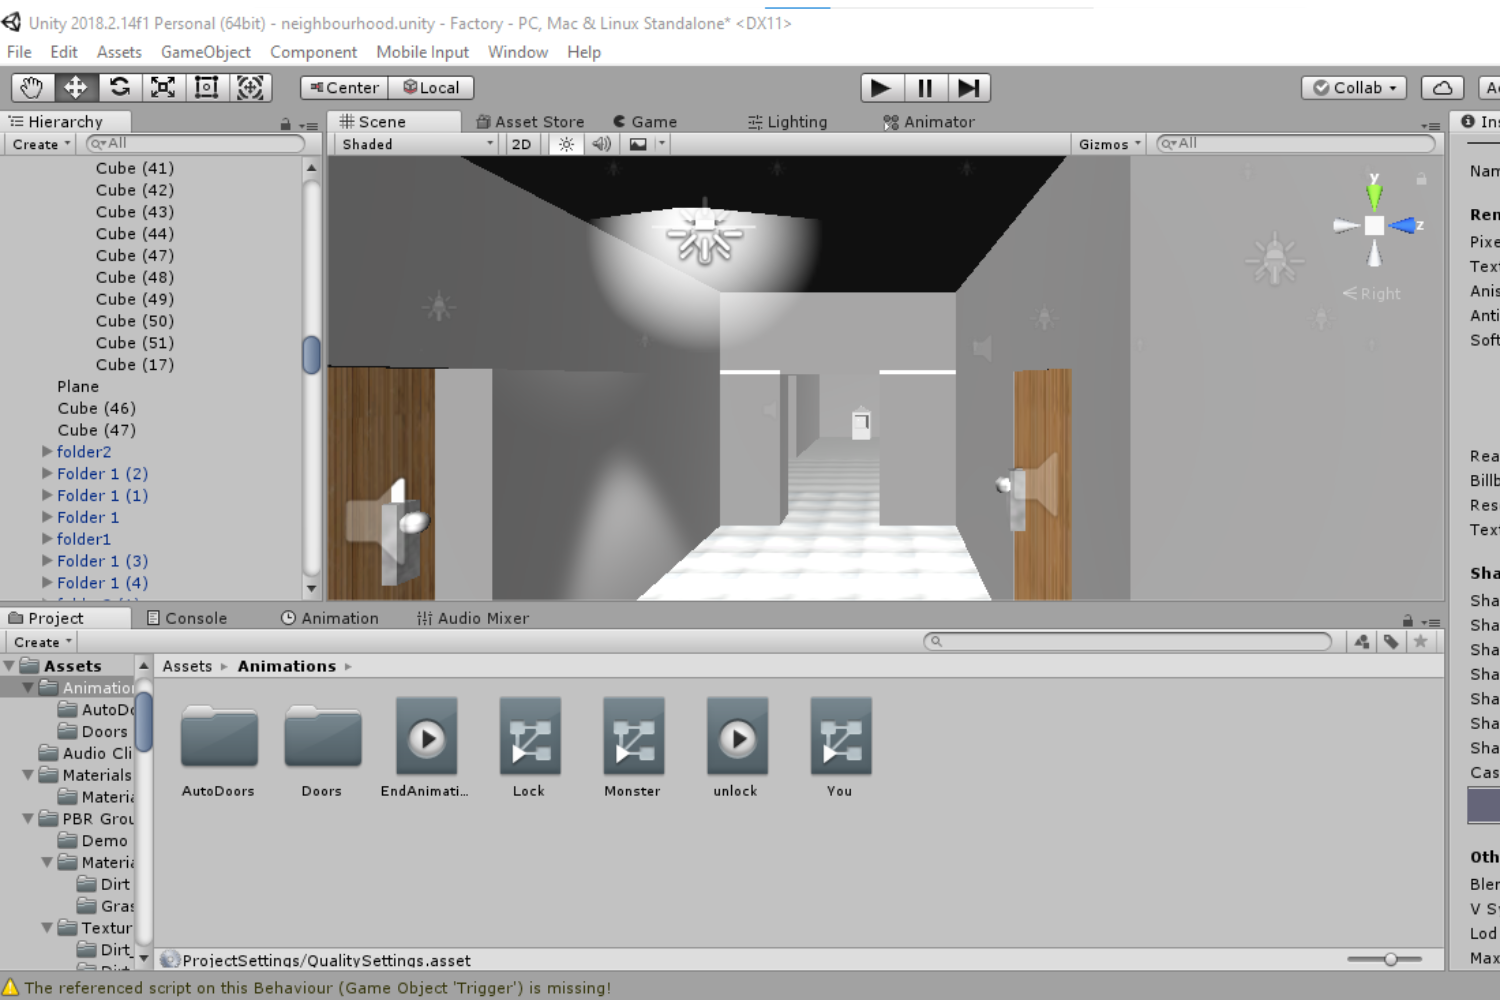 Unity 2018.2.14f1 Personal (64bit) - neighbourhood.unity - Factory - PC, Mac & Linux Standalone* <DX11>
File Edit Assets GameObject Component Mobile Input Window Help
Center Local Collab
Hierarchy
Scene Asset Store Game Lighting Animator
Create All
Shaded 2D Gizmos All
Cube (41)
Cube (42)
Cube (43)
Cube (44)
Cube (47)
Cube (48)
Cube (49)
Cube (50)
Cube (51)
Cube (17)
Plane
Cube (46)
Cube (47)
folder2
Folder 1 (2)
Folder 1 (1)
Folder 1
folder1
Folder 1 (3)
Folder 1 (4)
y
z
Right
Ins
Nam
Ren
Pixe
Text
Anis
Anti
Soft
Rea
Billb
Res
Text
Sha
Sha
Sha
Sha
Sha
Sha
Sha
Sha
Cas
Oth
Blen
V Sy
Lod
Max
Project Console Animation Audio Mixer
Create
Assets
Animatio
AutoDo
Doors
Audio Cli
Materials
Materia
PBR Grou
Demo
Materia
Dirt
Gras
Textur
Dirt_
Assets Animations
AutoDoors Doors EndAnimati... Lock Monster unlock You
ProjectSettings/QualitySettings.asset
The referenced script on this Behaviour (Game Object 'Trigger') is missing!